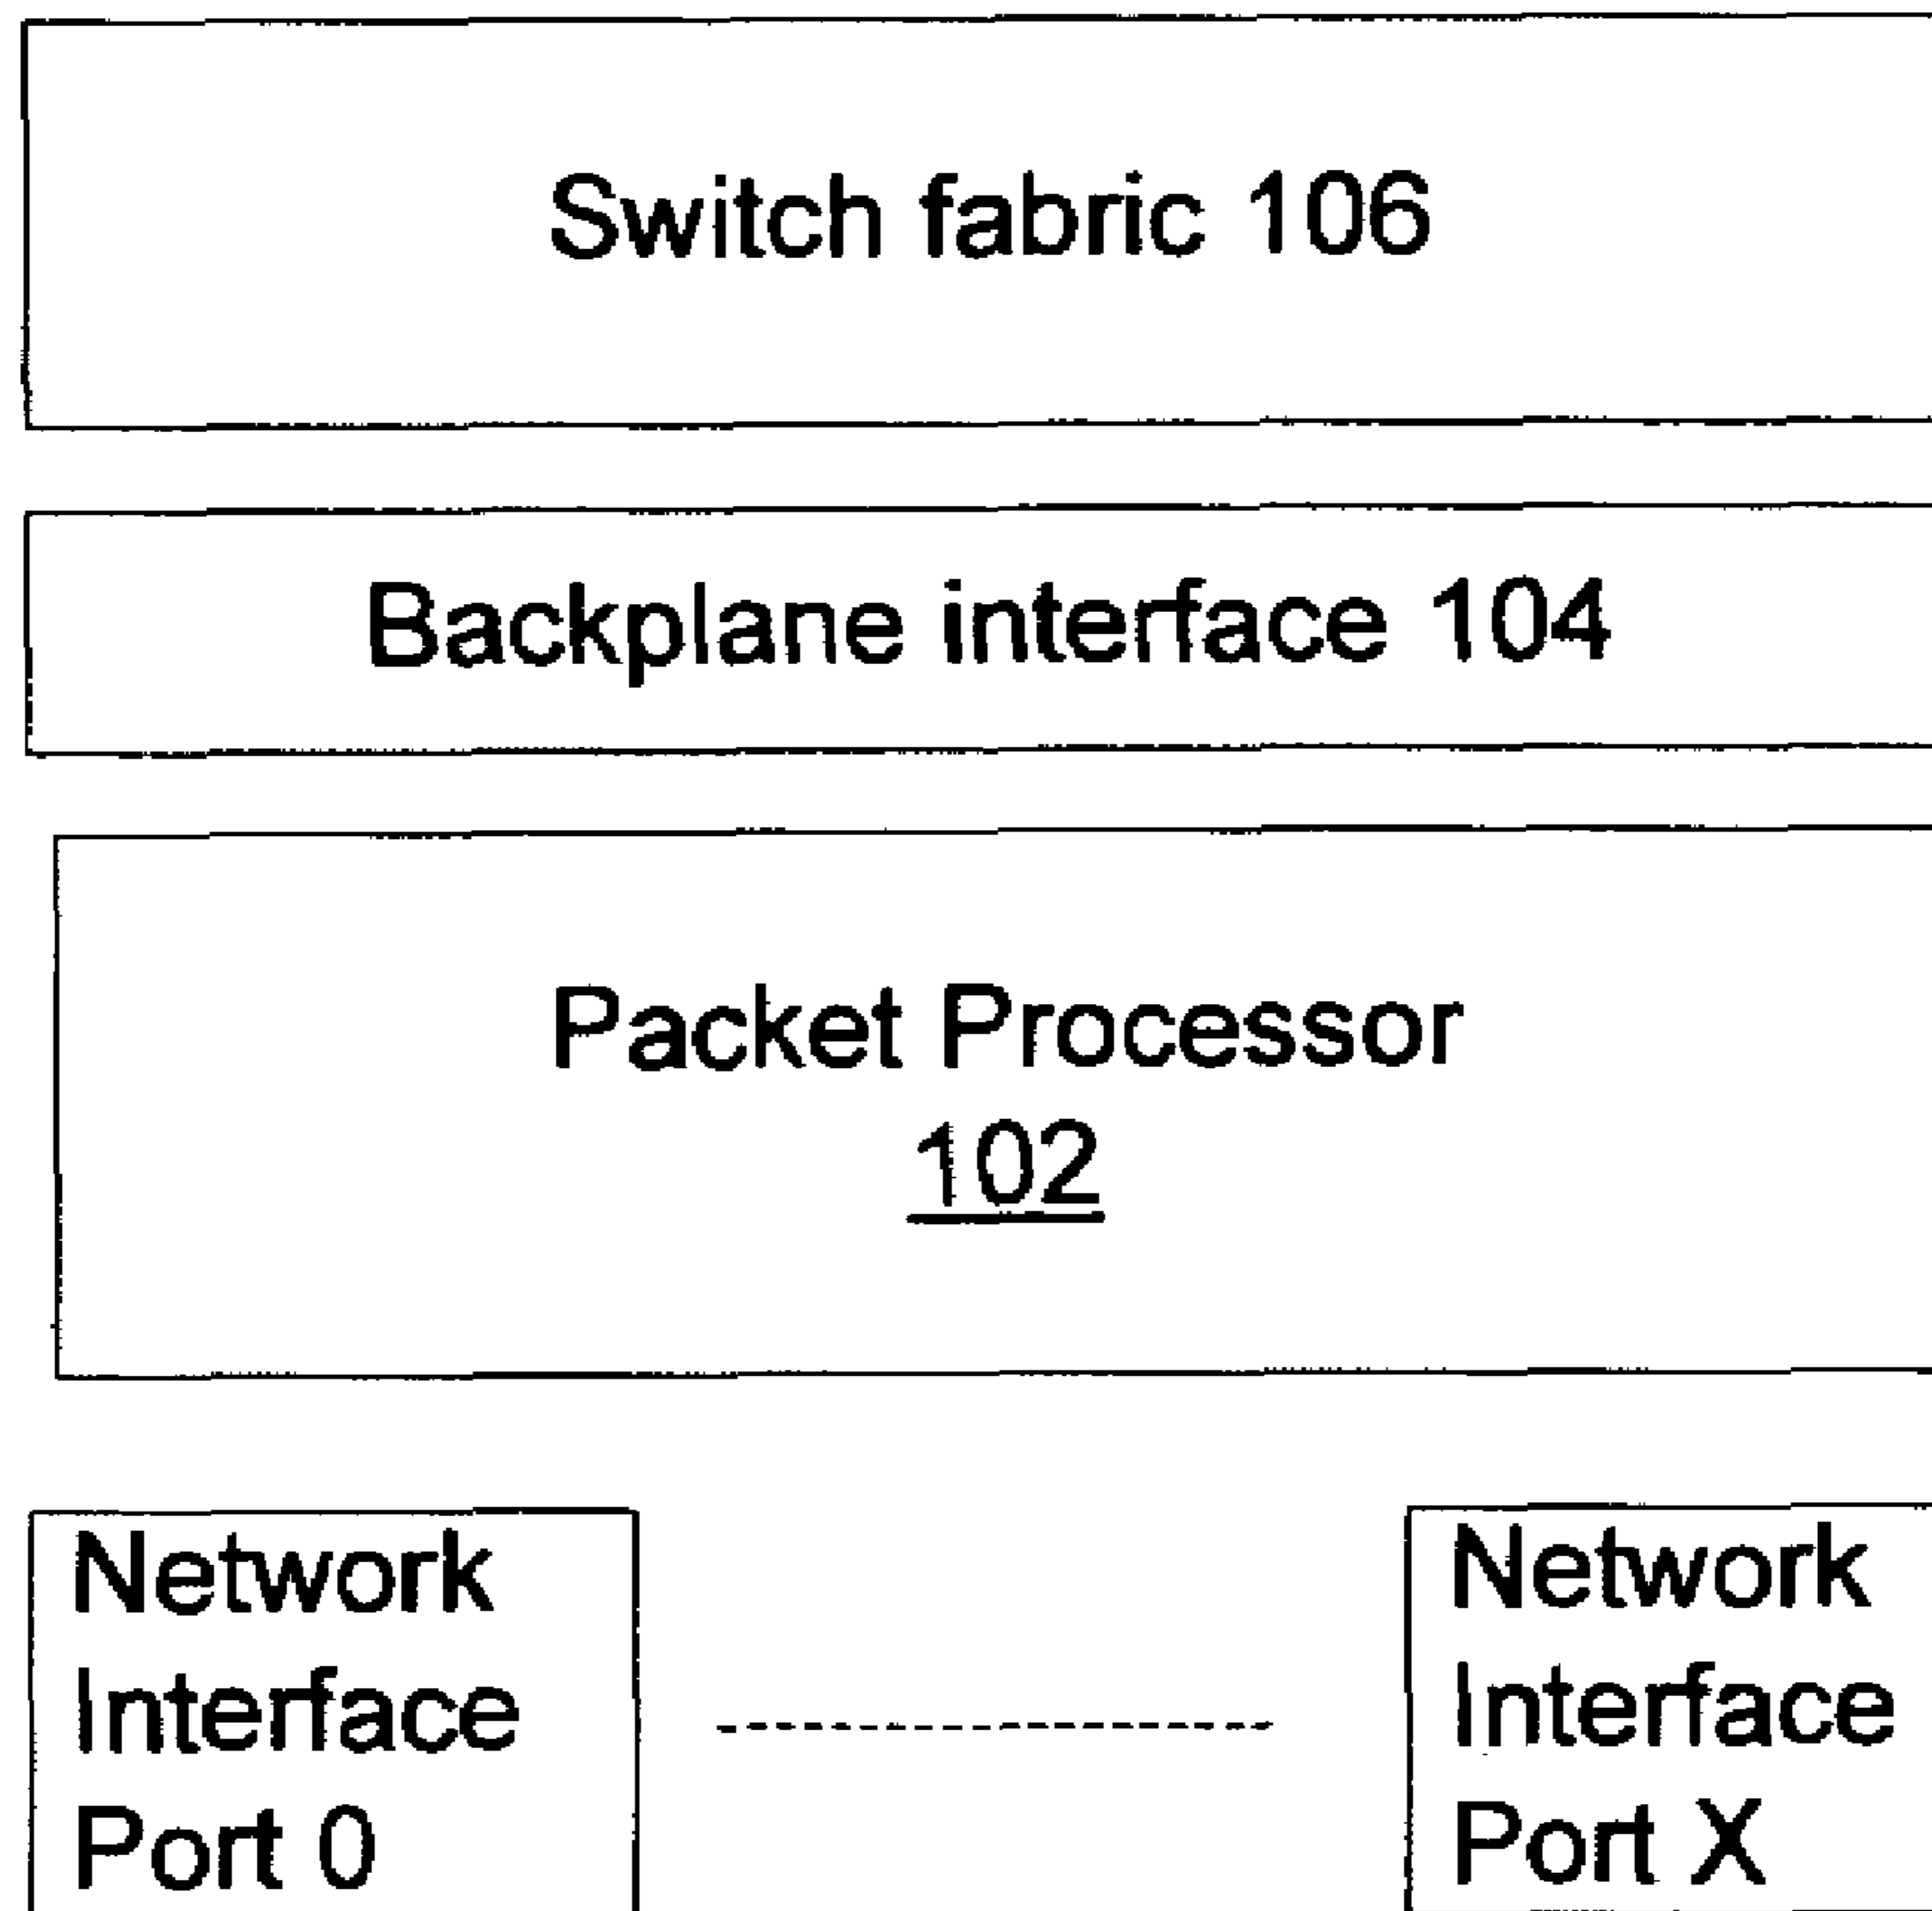 Switch fabric 106
Backplane interface 104
Packet Processor
102
Network
Interface
Port 0
Network
Interface
Port X